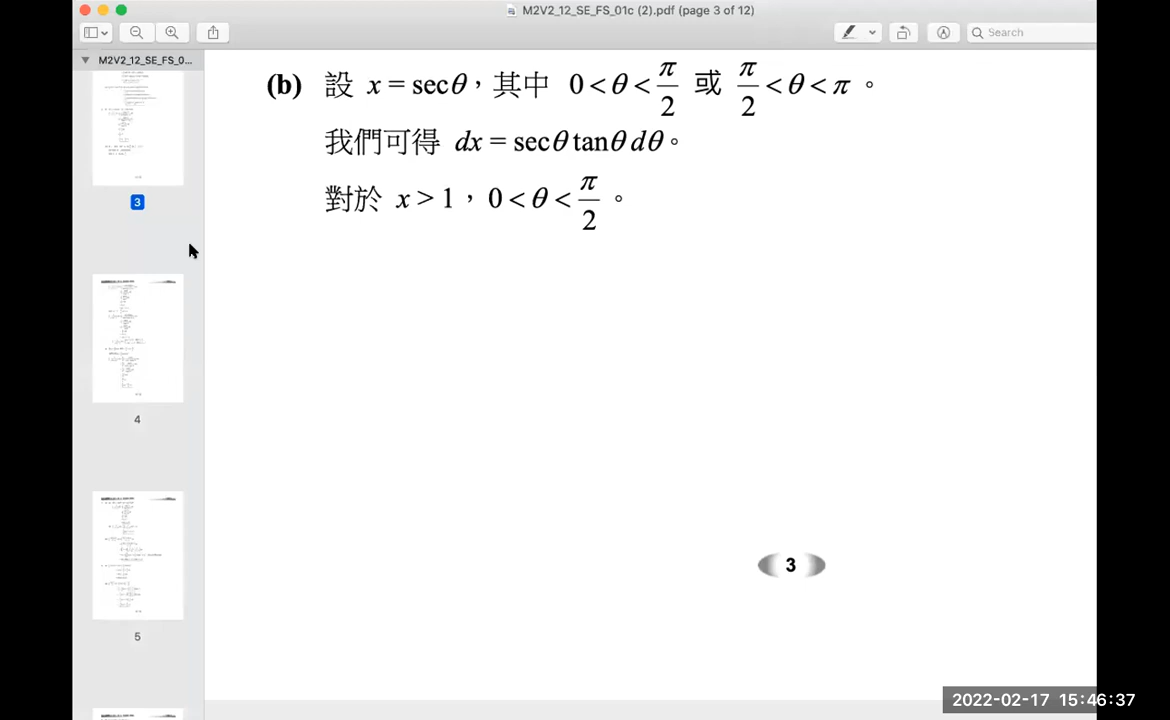 M2V2_12_SE_FS_01c (2).pdf (page 3 of 12)
Search
M2V2_12_SE_FS_0...
3
4
5
(b) 設 x = secθ,其中 0 < θ < π/2 或 π/2 < θ < π。
我們可得 dx = secθ tanθ dθ。
對於 x > 1,0 < θ < π/2。
3
2022-02-17 15:46:37